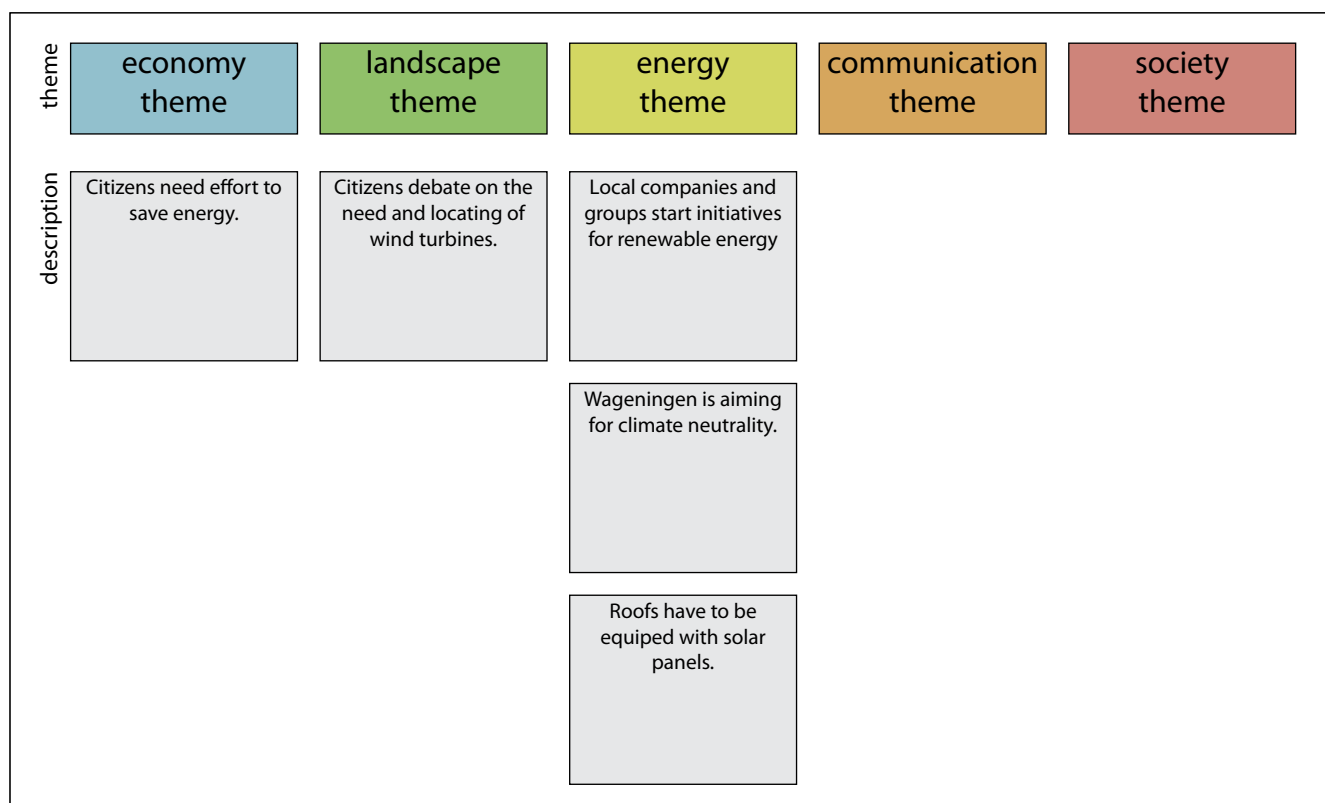 theme
economy
theme
landscape
theme
energy
theme
communication
theme
society
theme
description
Citizens need effort to
save energy.
Citizens debate on the
need and locating of
wind turbines.
Local companies and
groups start initiatives
for renewable energy
Wageningen is aiming
for climate neutrality.
Roofs have to be
equiped with solar
panels.